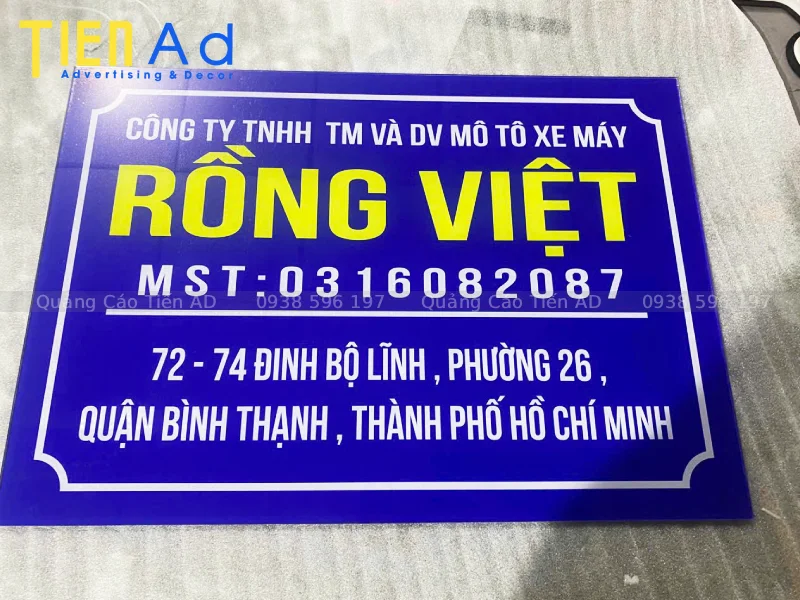 TIEN Ad
Advertising & Decor
CÔNG TY TNHH TM VÀ DV MÔ TÔ XE MÁY
RỒNG VIỆT
MST:0316082087
Quảng Cáo Tiến AD 0938 596 197 Quảng Cáo Tiến AD 0938 596 197
72 - 74 ĐINH BỘ LĨNH , PHƯỜNG 26 ,
QUẬN BÌNH THẠNH , THÀNH PHỐ HỒ CHÍ MINH